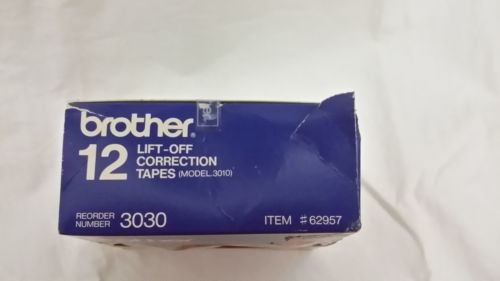 brother®
12 LIFT-OFF
CORRECTION
TAPES (MODEL.3010)
REORDER
NUMBER 3030
ITEM #62957